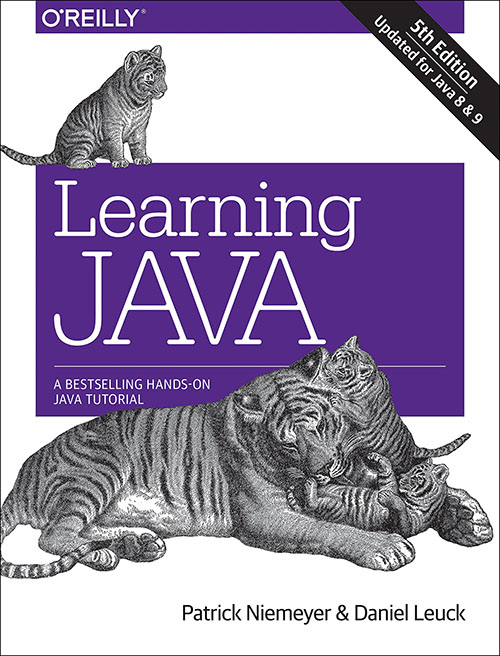 O'REILLY®
5th Edition
Updated for Java 8 & 9
Learning
JAVA
A BESTSELLING HANDS-ON
JAVA TUTORIAL
Patrick Niemeyer & Daniel Leuck